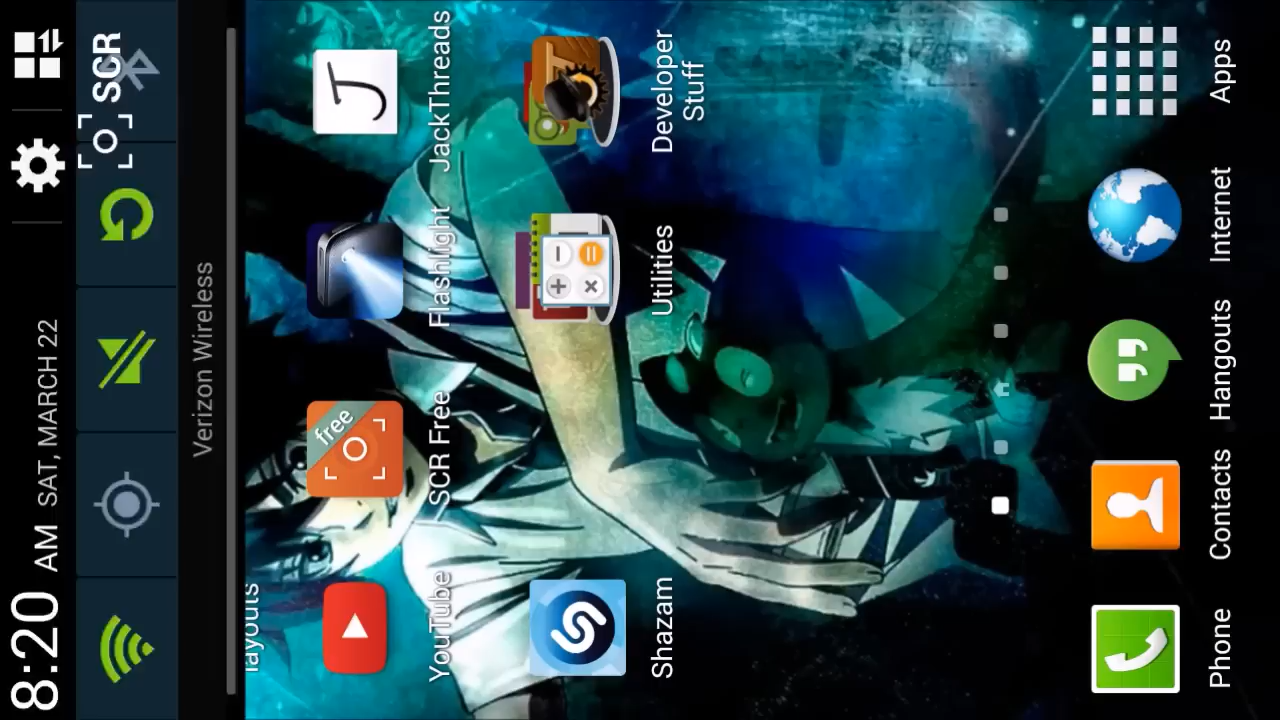 8:20 AM SAT, MARCH 22
SCR
Verizon Wireless
layouts
free
YouTube
SCR Free
Flashlight
JackThreads
Shazam
Utilities
Developer
Stuff
Phone
Contacts
Hangouts
Internet
Apps